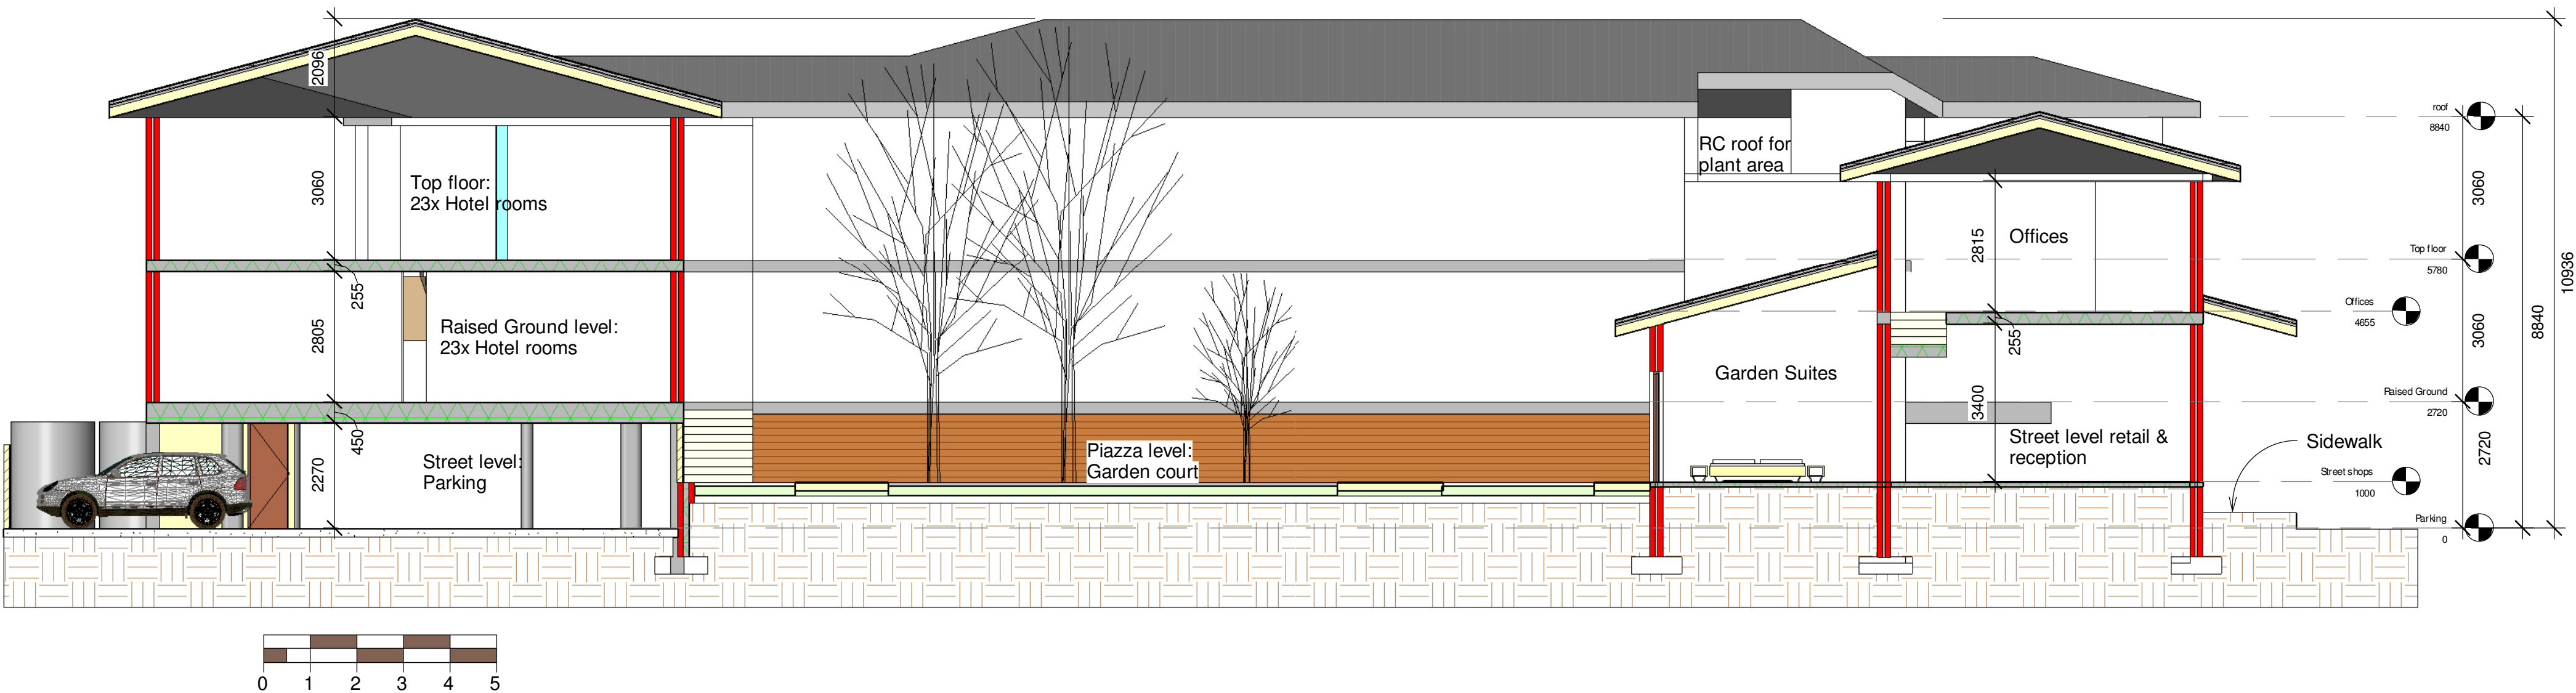 2096
3060
Top floor:
23x Hotel rooms
255
2805
Raised Ground level:
23x Hotel rooms
450
2270
Street level:
Parking
Piazza level:
Garden court
RC roof for
plant area
Garden Suites
2815
Offices
255
3400
Street level retail &
reception
Sidewalk
roof
8840
Top floor
5780
Offices
4655
Raised Ground
2720
Street shops
1000
Parking
0
3060
3060
2720
8840
10936
0 1 2 3 4 5